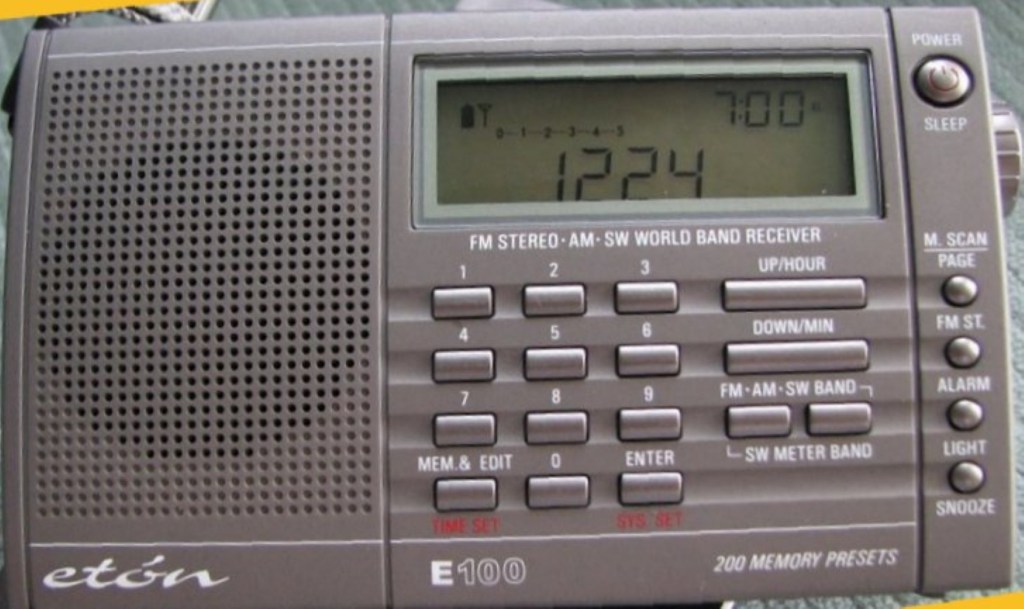 POWER
7:00
0-1-2-3-4-5
1224
SLEEP
FM STEREO·AM·SW WORLD BAND RECEIVER
M. SCAN
PAGE
1 2 3 UP/HOUR
FM ST.
4 5 6 DOWN/MIN
ALARM
7 8 9 FM·AM·SW BAND
LIGHT
MEM.& EDIT 0 ENTER SW METER BAND
SNOOZE
TIME SET SYS. SET
etón E100 200 MEMORY PRESETS